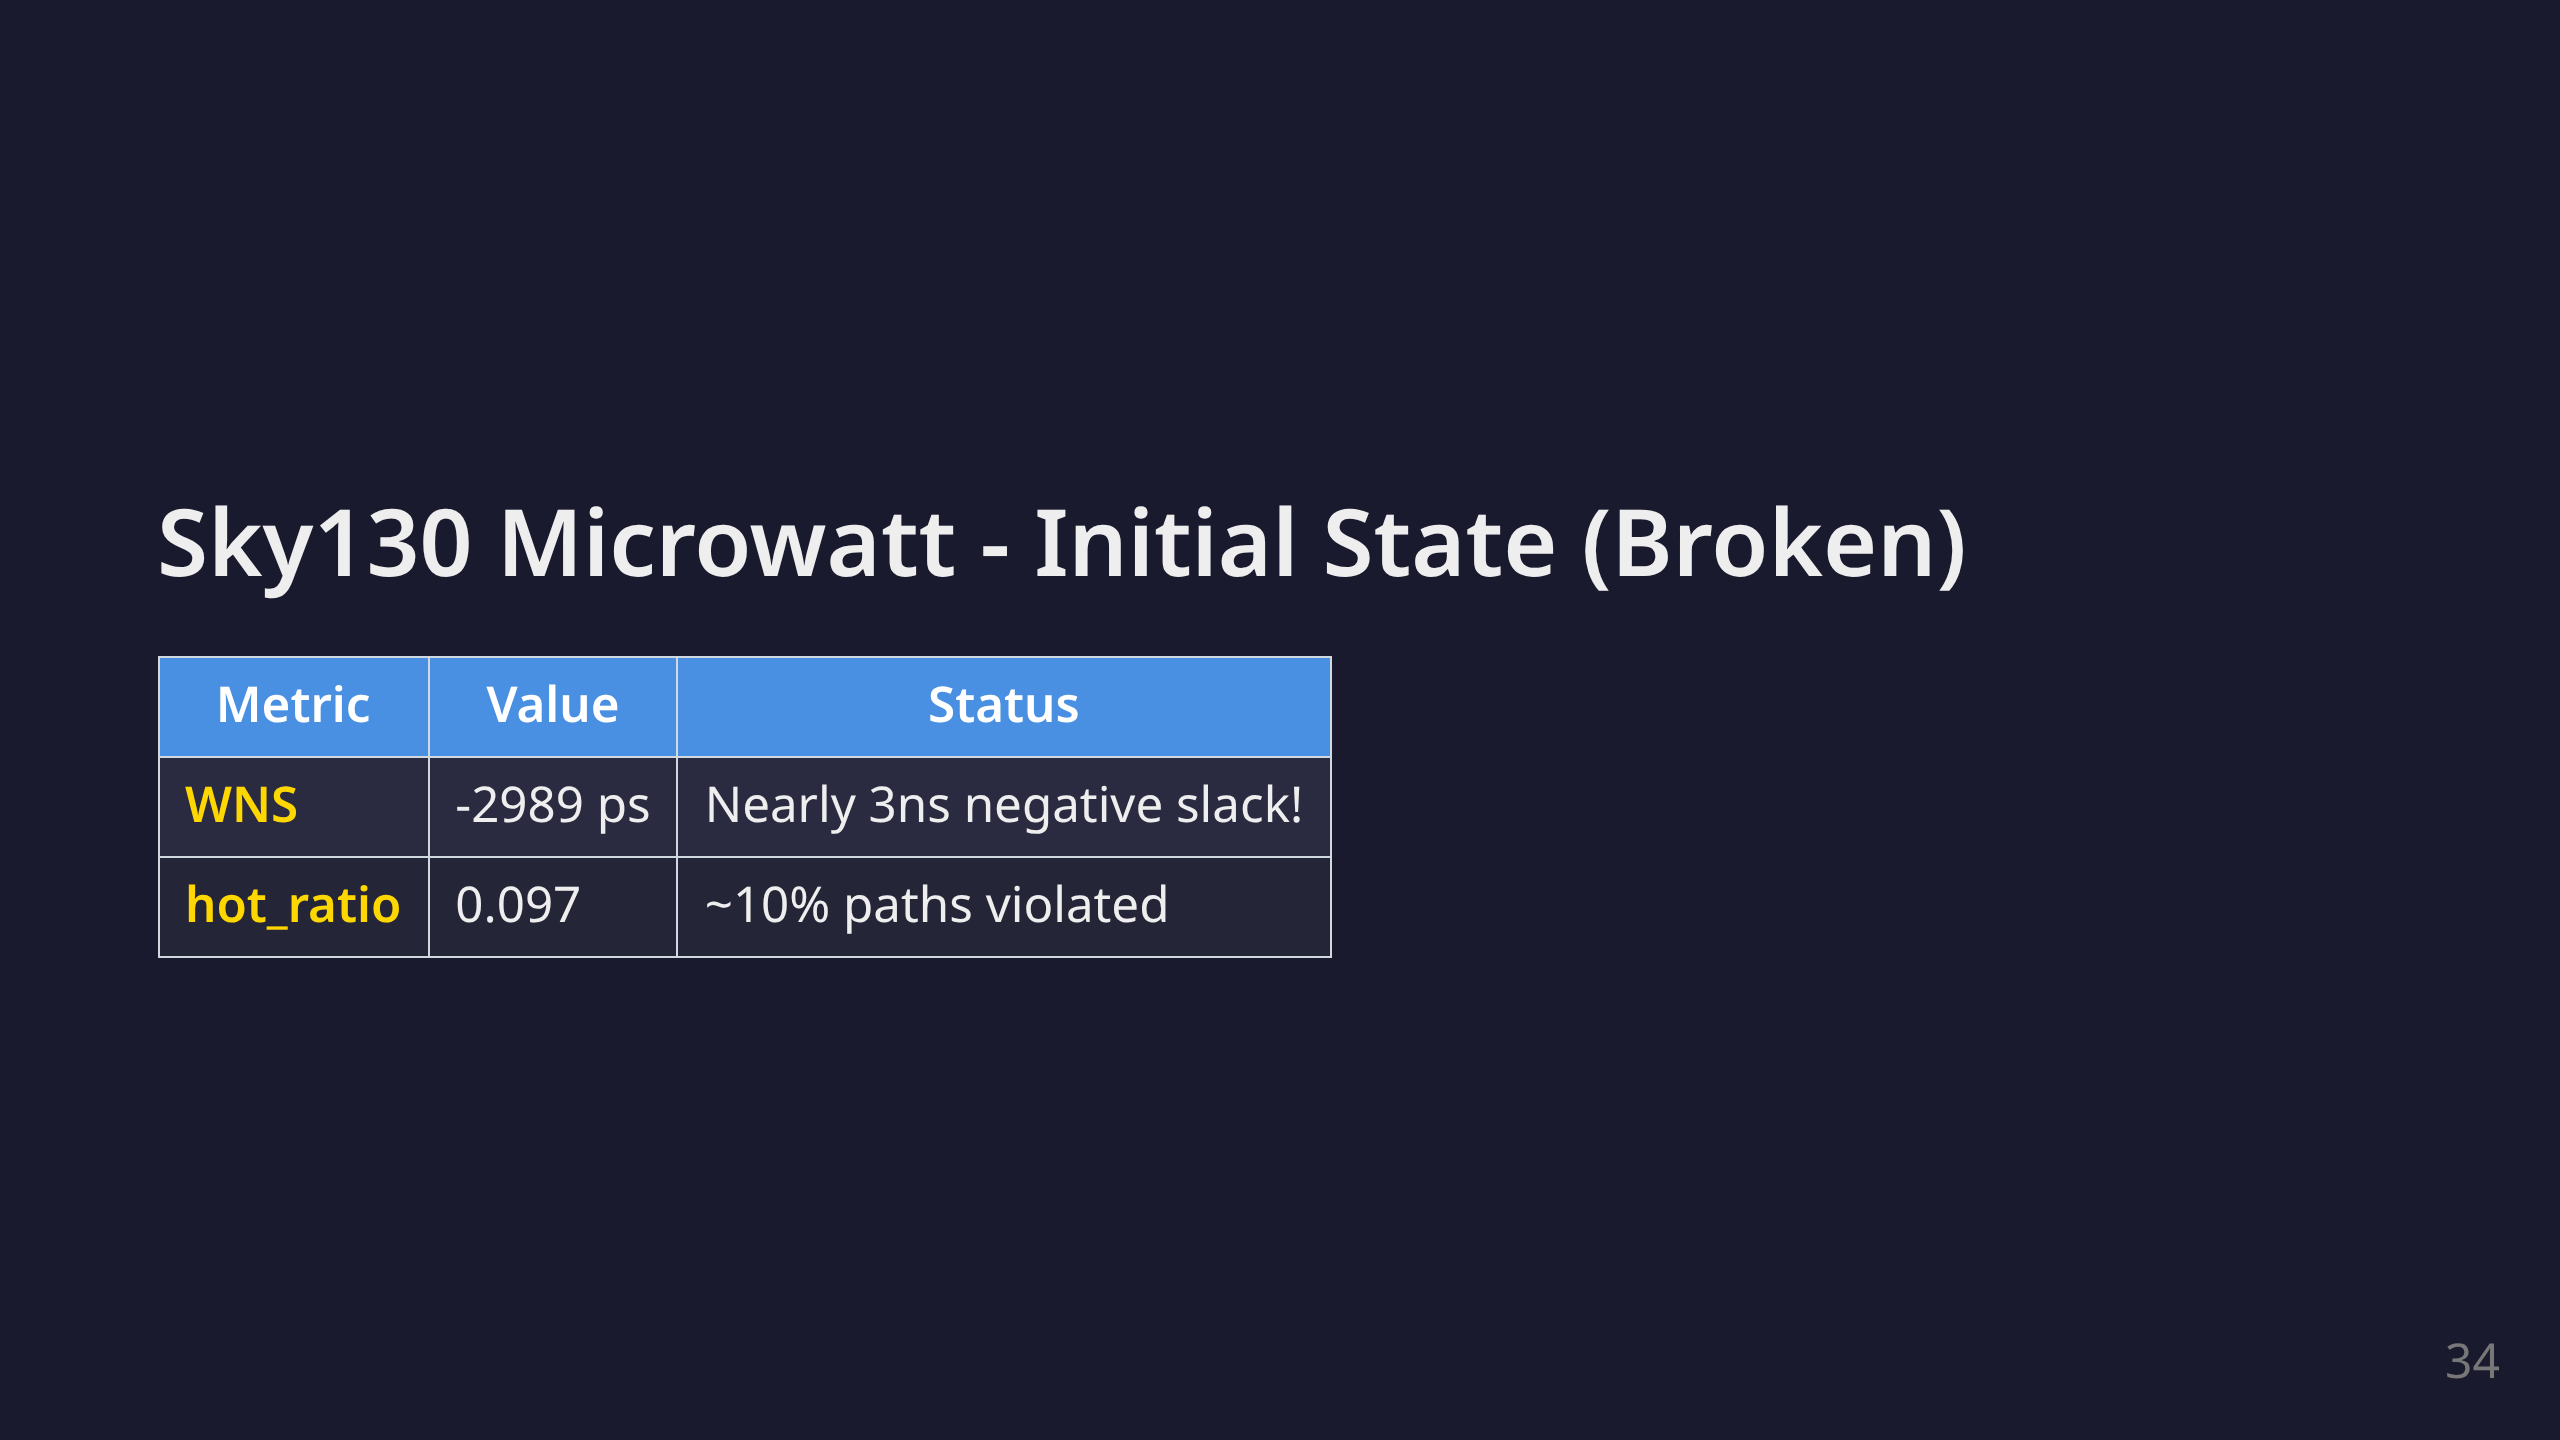 Sky130 Microwatt - Initial State (Broken)
Metric Value Status
WNS -2989 ps Nearly 3ns negative slack!
hot_ratio 0.097 ~10% paths violated
34